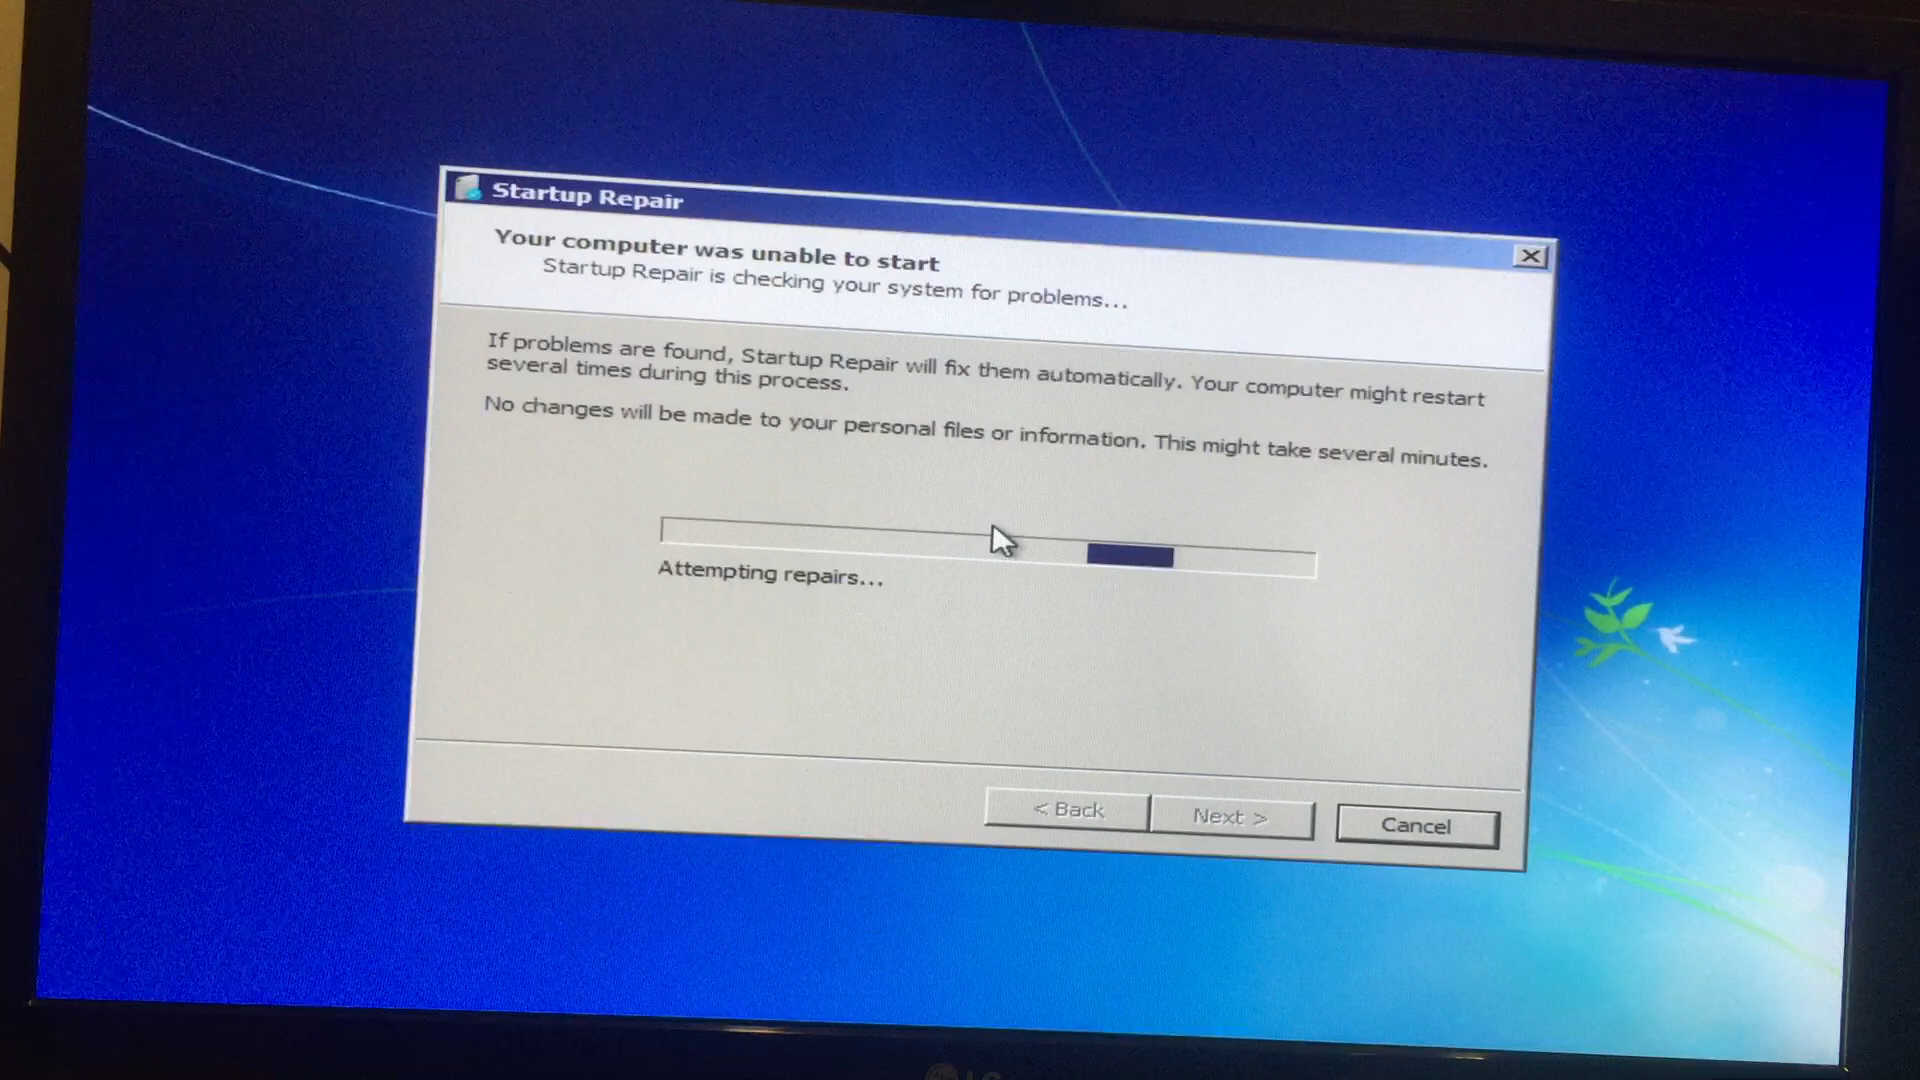 Startup Repair
Your computer was unable to start
Startup Repair is checking your system for problems...
If problems are found, Startup Repair will fix them automatically. Your computer might restart
several times during this process.
No changes will be made to your personal files or information. This might take several minutes.
Attempting repairs...
< Back
Next >
Cancel
LG